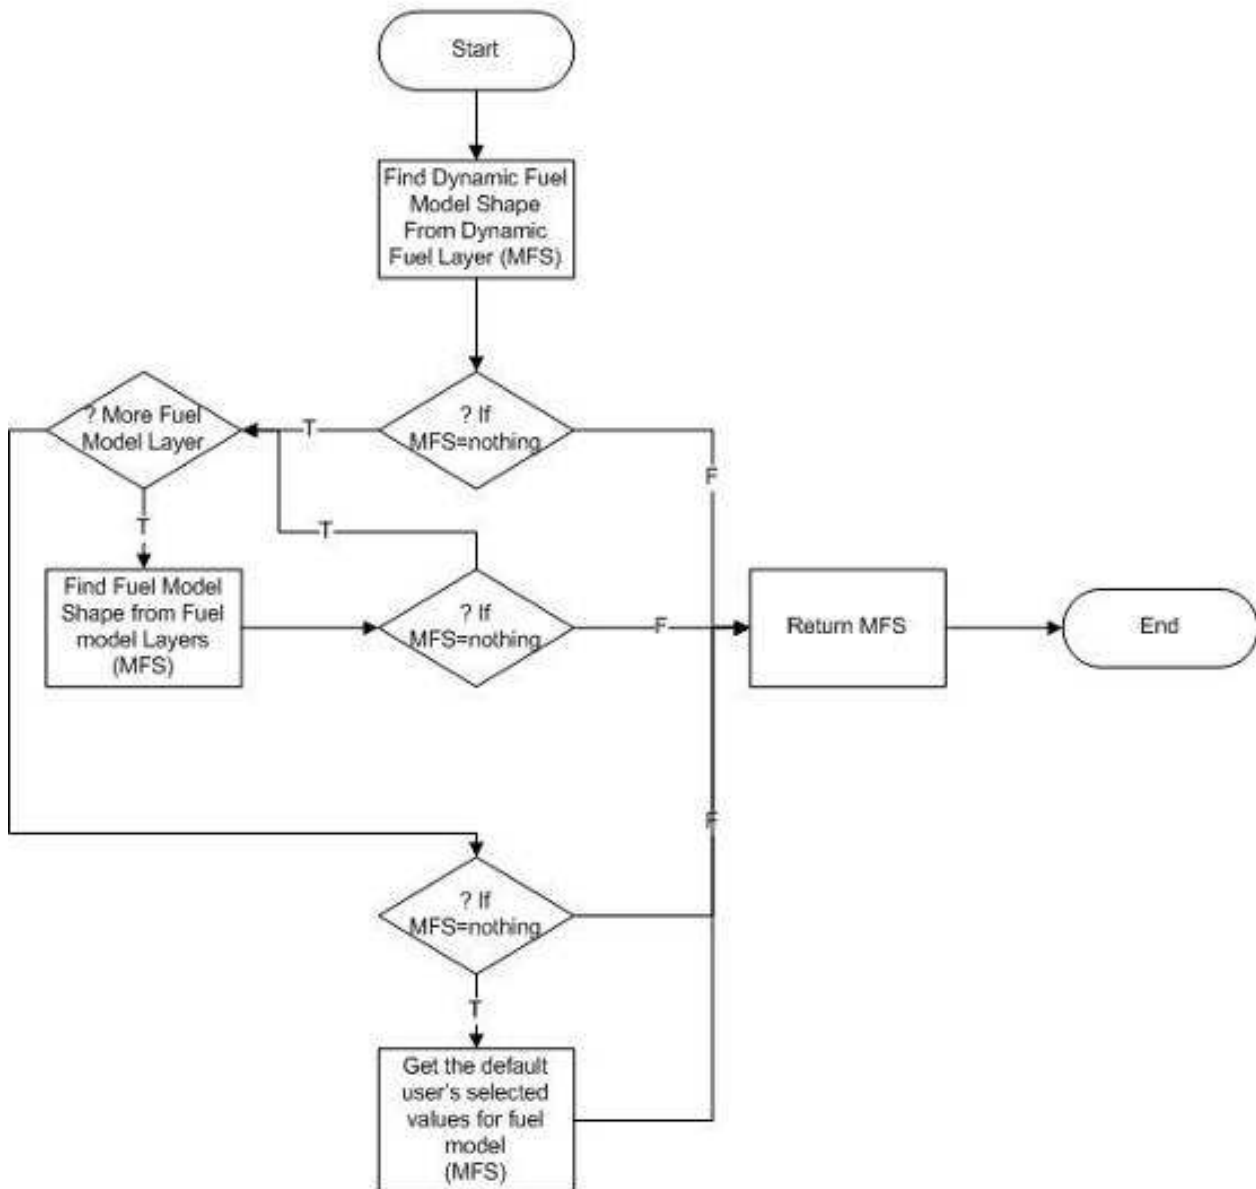 Start
Find Dynamic Fuel
Model Shape
From Dynamic
Fuel Layer (MFS)
? More Fuel
Model Layer
T
? If
MFS=nothing
F
T
T
Find Fuel Model
Shape from Fuel
model Layers
(MFS)
? If
MFS=nothing
F
Return MFS
End
F
? If
MFS=nothing
T
Get the default
user's selected
values for fuel
model
(MFS)